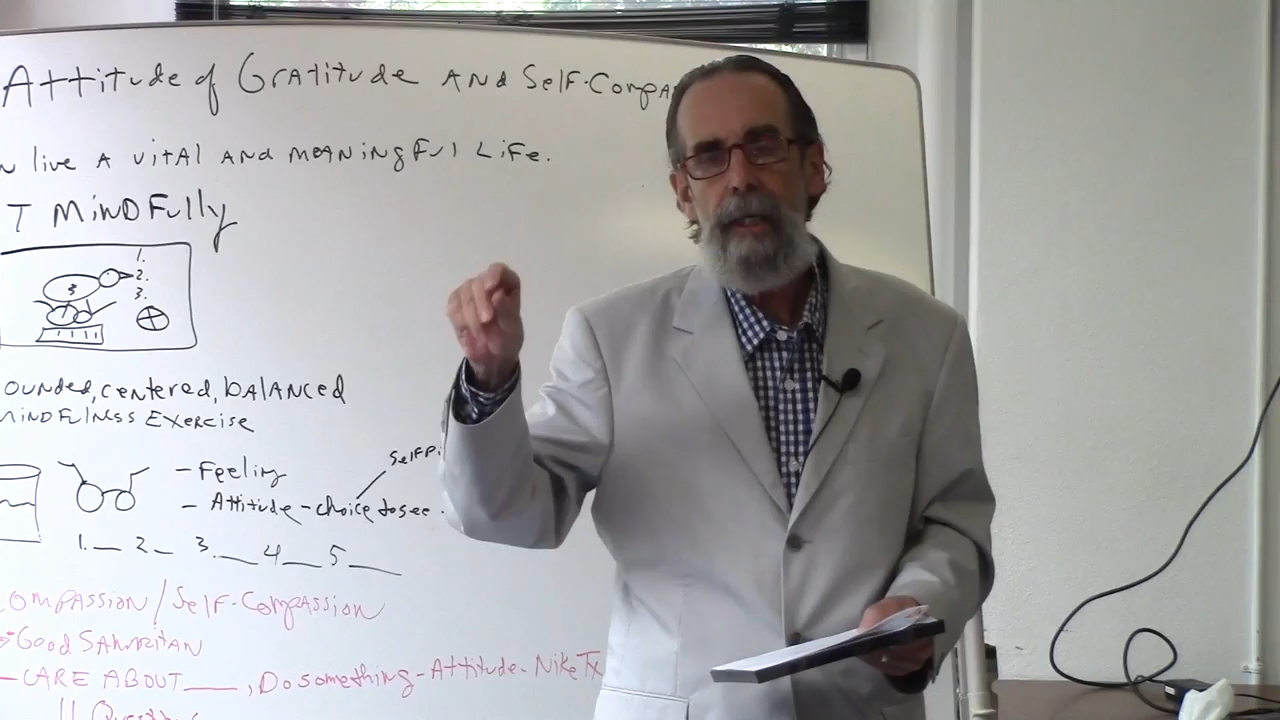 Attitude of Gratitude AND Self-Compa
N live A vital AND meaningful Life.
T MINDFully
1.
2.
3.
ounded, centered, balanced
MINDFulness Exercise
- Feeling
SelfPi
- Attitude - choice to see.
1.__ 2__ 3.__ 4__ 5__
ompassion / Self-Compassion
Good Samaritan
- CARE ABOUT ___, Do something - Attitude - Nike Tx